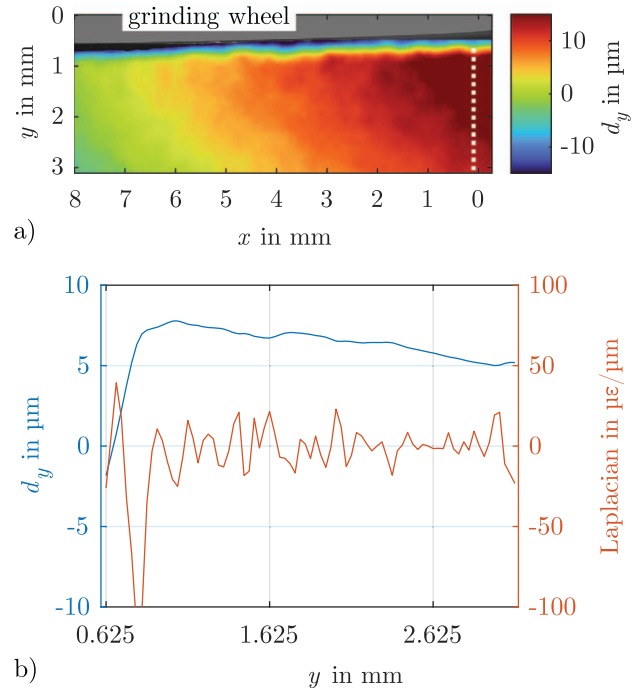 grinding wheel
0
1
2
3
y in mm
8 7 6 5 4 3 2 1 0
x in mm
10
0
-10
d_y in µm
a)
10
5
0
-5
-10
d_y in µm
100
50
0
-50
-100
Laplacian in µε/µm
0.625 1.625 2.625
y in mm
b)